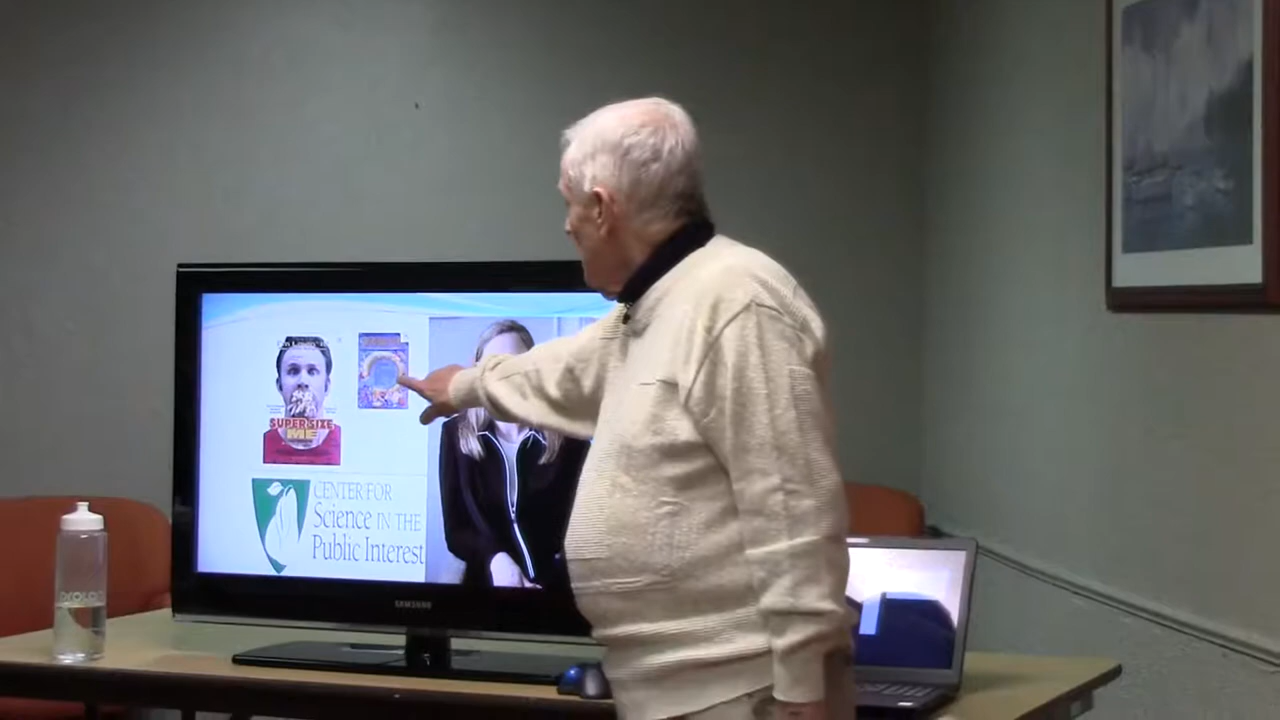 SUPER SIZE
ME
CENTER FOR
Science IN THE
Public Interest
SAMSUNG